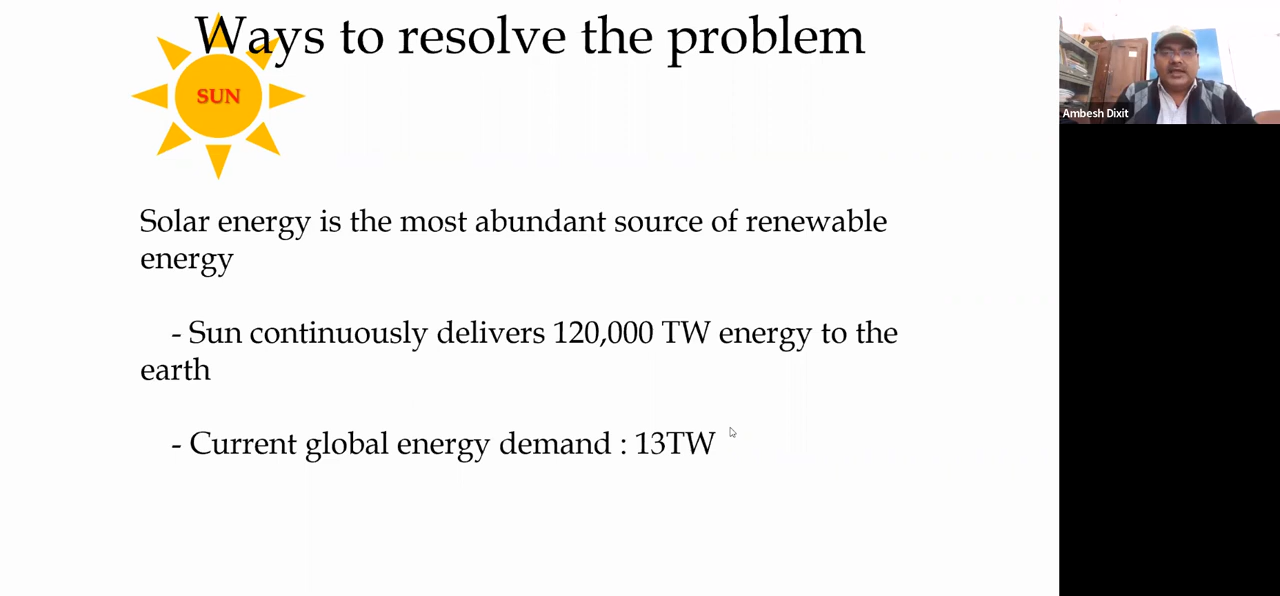 Ways to resolve the problem
SUN
Ambesh Dixit
Solar energy is the most abundant source of renewable
energy
- Sun continuously delivers 120,000 TW energy to the
earth
- Current global energy demand : 13TW